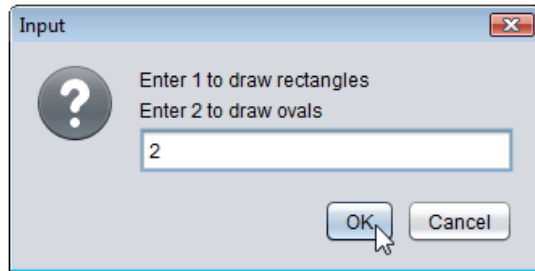 Input
Enter 1 to draw rectangles
Enter 2 to draw ovals
2
OK Cancel